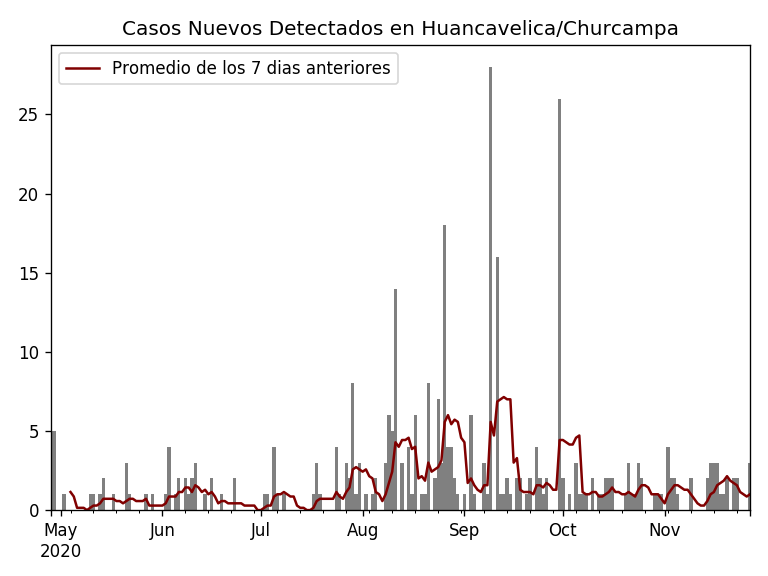 Casos Nuevos Detectados en Huancavelica/Churcampa
Promedio de los 7 dias anteriores
25
20
15
10
5
0
May Jun Jul Aug Sep Oct Nov
2020